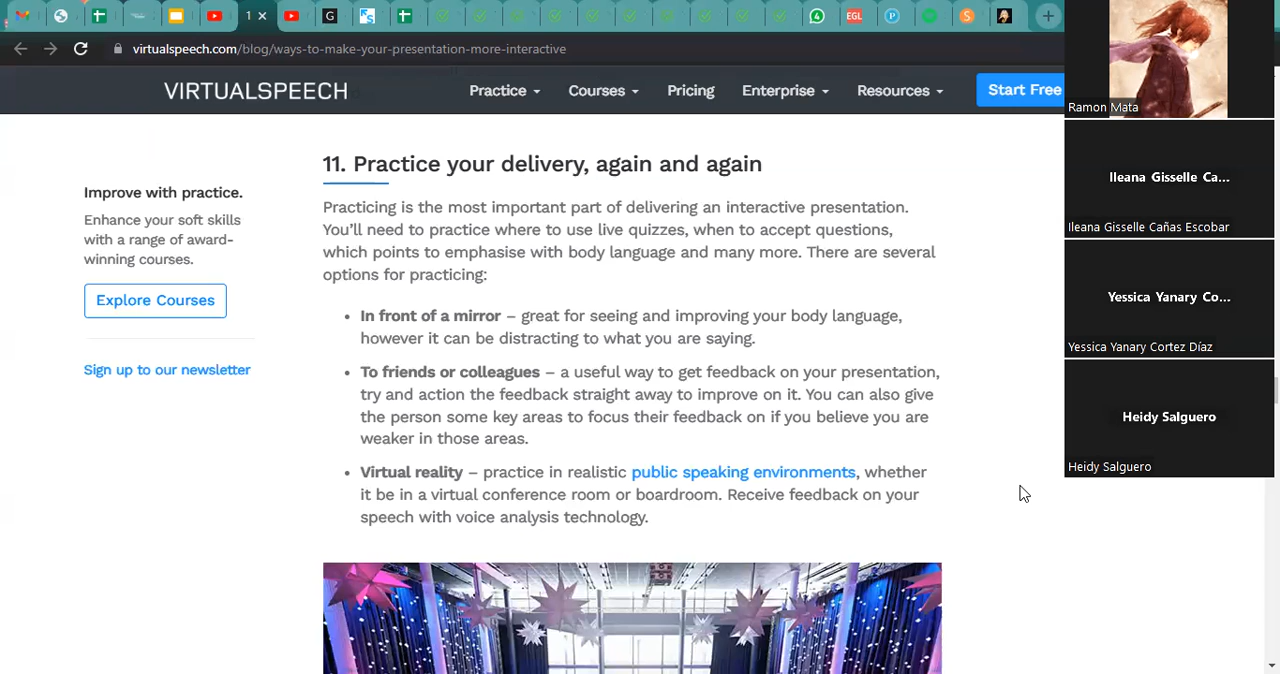 1
G
4
EGL
P
S
virtualspeech.com/blog/ways-to-make-your-presentation-more-interactive
VIRTUALSPEECH
Practice
Courses
Pricing
Enterprise
Resources
Start Free
Improve with practice.
Enhance your soft skills
with a range of award-
winning courses.
Explore Courses
Sign up to our newsletter
11. Practice your delivery, again and again
Practicing is the most important part of delivering an interactive presentation.
You’ll need to practice where to use live quizzes, when to accept questions,
which points to emphasise with body language and many more. There are several
options for practicing:
• In front of a mirror – great for seeing and improving your body language,
however it can be distracting to what you are saying.
• To friends or colleagues – a useful way to get feedback on your presentation,
try and action the feedback straight away to improve on it. You can also give
the person some key areas to focus their feedback on if you believe you are
weaker in those areas.
• Virtual reality – practice in realistic public speaking environments, whether
it be in a virtual conference room or boardroom. Receive feedback on your
speech with voice analysis technology.
Ramon Mata
Ileana Gisselle Ca...
Ileana Gisselle Cañas Escobar
Yessica Yanary Co...
Yessica Yanary Cortez Díaz
Heidy Salguero
Heidy Salguero